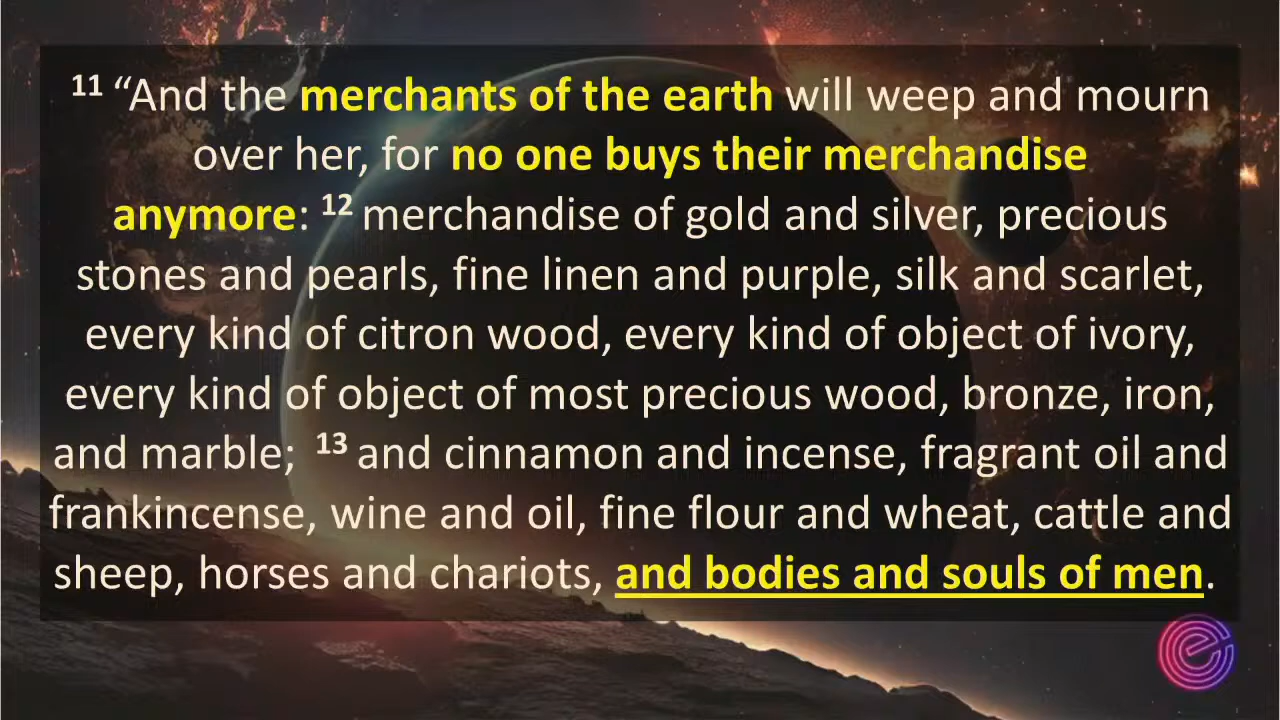 11 “And the merchants of the earth will weep and mourn
over her, for no one buys their merchandise
anymore: 12 merchandise of gold and silver, precious
stones and pearls, fine linen and purple, silk and scarlet,
every kind of citron wood, every kind of object of ivory,
every kind of object of most precious wood, bronze, iron,
and marble; 13 and cinnamon and incense, fragrant oil and
frankincense, wine and oil, fine flour and wheat, cattle and
sheep, horses and chariots, and bodies and souls of men.